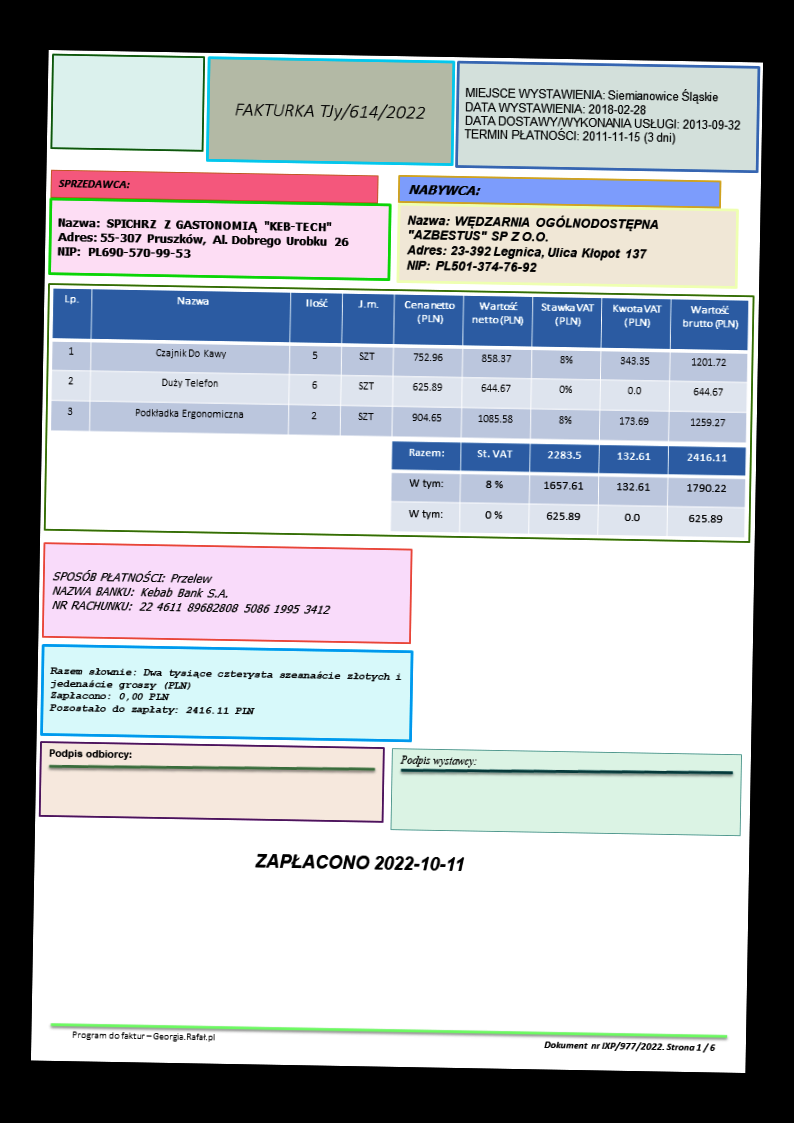 FAKTURKA TJy/614/2022
MIEJSCE WYSTAWIENIA: Siemianowice Śląskie
DATA WYSTAWIENIA: 2018-02-28
DATA DOSTAWY/WYKONANIA USŁUGI: 2013-09-32
TERMIN PŁATNOŚCI: 2011-11-15 (3 dni)
SPRZEDAWCA:
Nazwa: SPICHRZ Z GASTONOMIĄ "KEB-TECH"
Adres: 55-307 Pruszków, Al. Dobrego Urobku 26
NIP: PL690-570-99-53
NABYWCA:
Nazwa: WĘDZARNIA OGÓLNODOSTĘPNA
"AZBESTUS" SP Z O.O.
Adres: 23-392 Legnica, Ulica Kłopot 137
NIP: PL501-374-76-92
Lp. Nazwa Ilość J.m. Cena netto (PLN) Wartość netto (PLN) Stawka VAT (PLN) Kwota VAT (PLN) Wartość brutto (PLN)
1 Czajnik Do Kawy 5 SZT 752.96 858.37 8% 343.35 1201.72
2 Duży Telefon 6 SZT 625.89 644.67 0% 0.0 644.67
3 Podkładka Ergonomiczna 2 SZT 904.65 1085.58 8% 173.69 1259.27
Razem: St. VAT 2283.5 132.61 2416.11
W tym: 8 % 1657.61 132.61 1790.22
W tym: 0 % 625.89 0.0 625.89
SPOSÓB PŁATNOŚCI: Przelew
NAZWA BANKU: Kebab Bank S.A.
NR RACHUNKU: 22 4611 89682808 5086 1995 3412
Razem słownie: Dwa tysiące czterysta szesnaście złotych i
jedenaście groszy (PLN)
Zapłacono: 0,00 PLN
Pozostało do zapłaty: 2416.11 PLN
Podpis odbiorcy:
Podpis wystawcy:
ZAPŁACONO 2022-10-11
Program do faktur – Georgia.Rafał.pl
Dokument nr IXP/977/2022. Strona 1 / 6